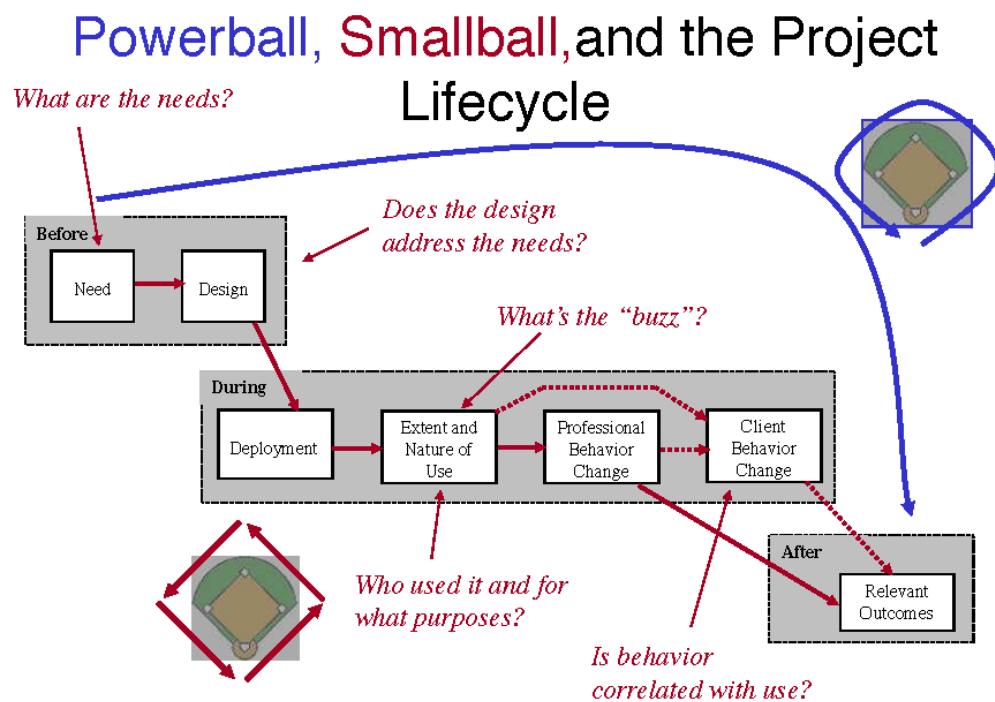 Powerball, Smallball,and the Project
Lifecycle
What are the needs?
Does the design
address the needs?
Before
Need
Design
What's the “buzz”?
During
Deployment
Extent and
Nature of
Use
Professional
Behavior
Change
Client
Behavior
Change
Who used it and for
what purposes?
After
Relevant
Outcomes
Is behavior
correlated with use?